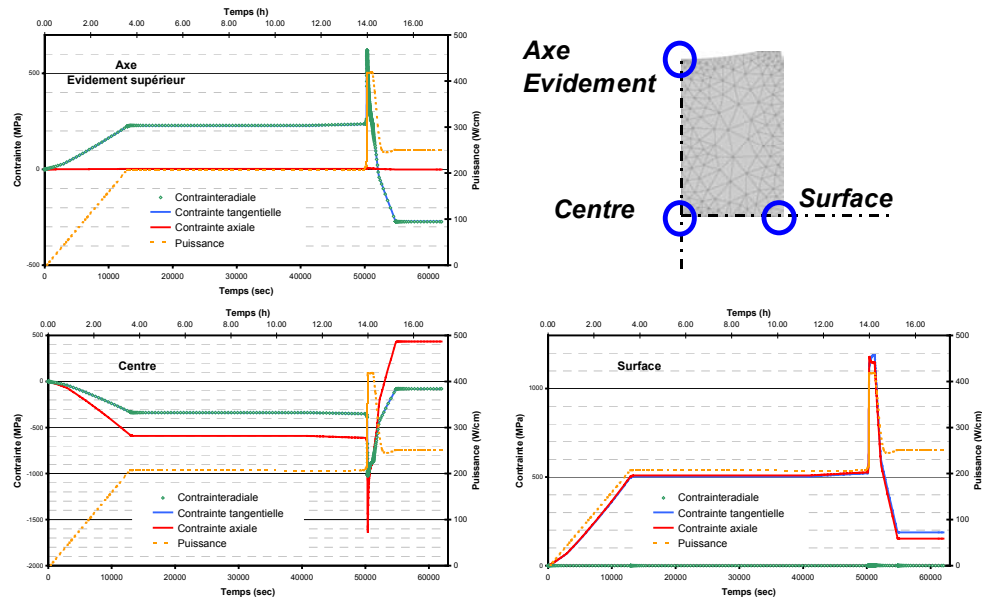 Temps (h)
0.00 2.00 4.00 6.00 8.00 10.00 12.00 14.00 16.00
Contrainte (MPa)
500
0
-500
Axe
Evidement supérieur
Contrainteradiale
Contrainte tangentielle
Contrainte axiale
Puissance
500
400
300
200
100
0
Puissance (W/cm)
0 10000 20000 30000 40000 50000 60000
Temps (sec)
Axe
Evidement
Centre
Surface
Temps (h)
0.00 2.00 4.00 6.00 8.00 10.00 12.00 14.00 16.00
Contrainte (MPa)
500
0
-500
-1000
-1500
-2000
Centre
Contrainteradiale
Contrainte tangentielle
Contrainte axiale
Puissance
500
400
300
200
100
0
Puissance (W/cm)
0 10000 20000 30000 40000 50000 60000
Temps (sec)
Temps (h)
0.00 2.00 4.00 6.00 8.00 10.00 12.00 14.00 16.00
Contrainte (MPa)
1000
500
0
Surface
Contrainteradiale
Contrainte tangentielle
Contrainte axiale
Puissance
500
400
300
200
100
0
Puissance (W/cm)
0 10000 20000 30000 40000 50000 60000
Temps (sec)